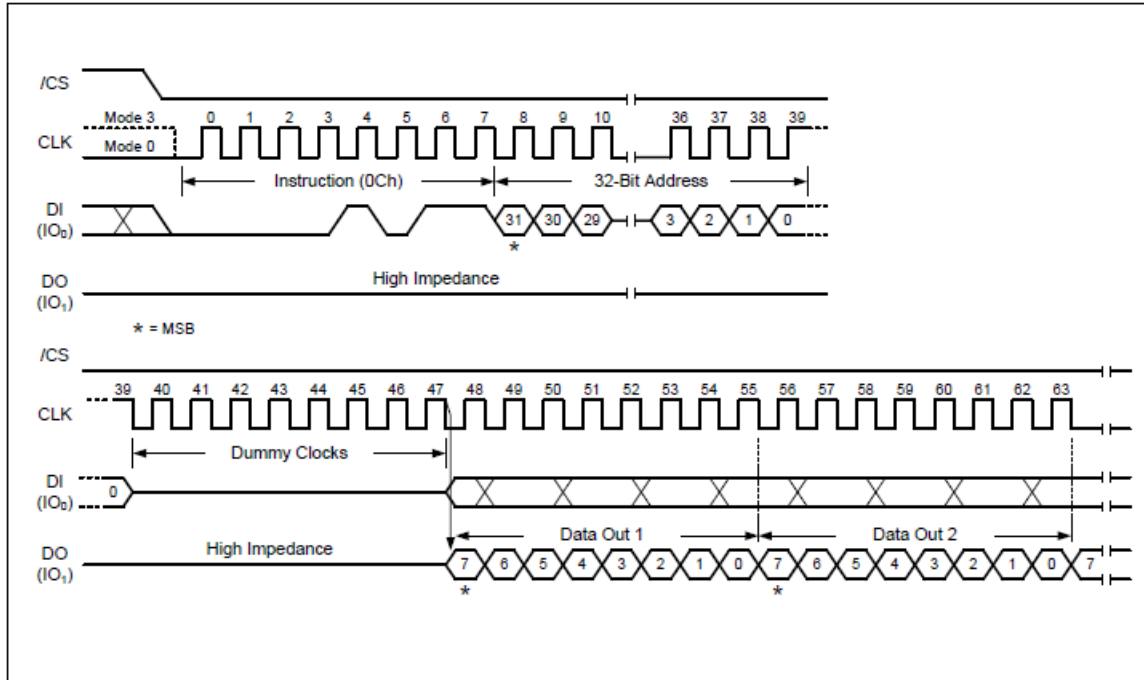 /CS
Mode 3 0 1 2 3 4 5 6 7 8 9 10 36 37 38 39
CLK Mode 0
Instruction (0Ch) 32-Bit Address
DI
(IO₀) 31 30 29 3 2 1 0
*
DO High Impedance
(IO₁)
* = MSB
/CS
39 40 41 42 43 44 45 46 47 48 49 50 51 52 53 54 55 56 57 58 59 60 61 62 63
CLK
Dummy Clocks
DI
(IO₀) 0
Data Out 1 Data Out 2
DO High Impedance
(IO₁) 7 6 5 4 3 2 1 0 7 6 5 4 3 2 1 0 7
* *